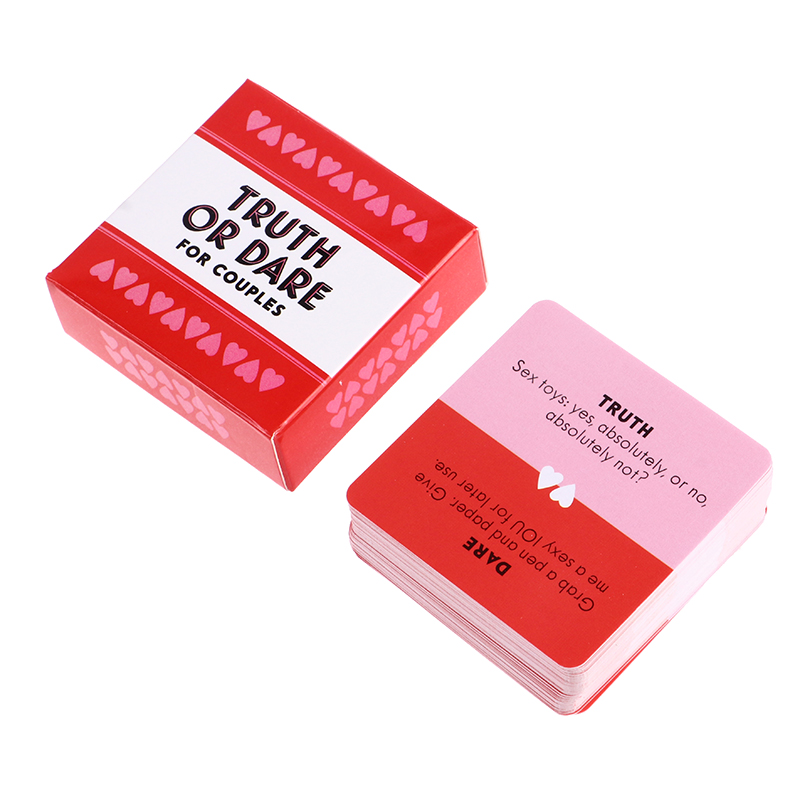 TRUTH
OR DARE
FOR COUPLES
TRUTH
Sex toys: yes, absolutely, or no,
absolutely not?
DARE
Grab a pen and paper. Give
me a sexy IOU for later use.